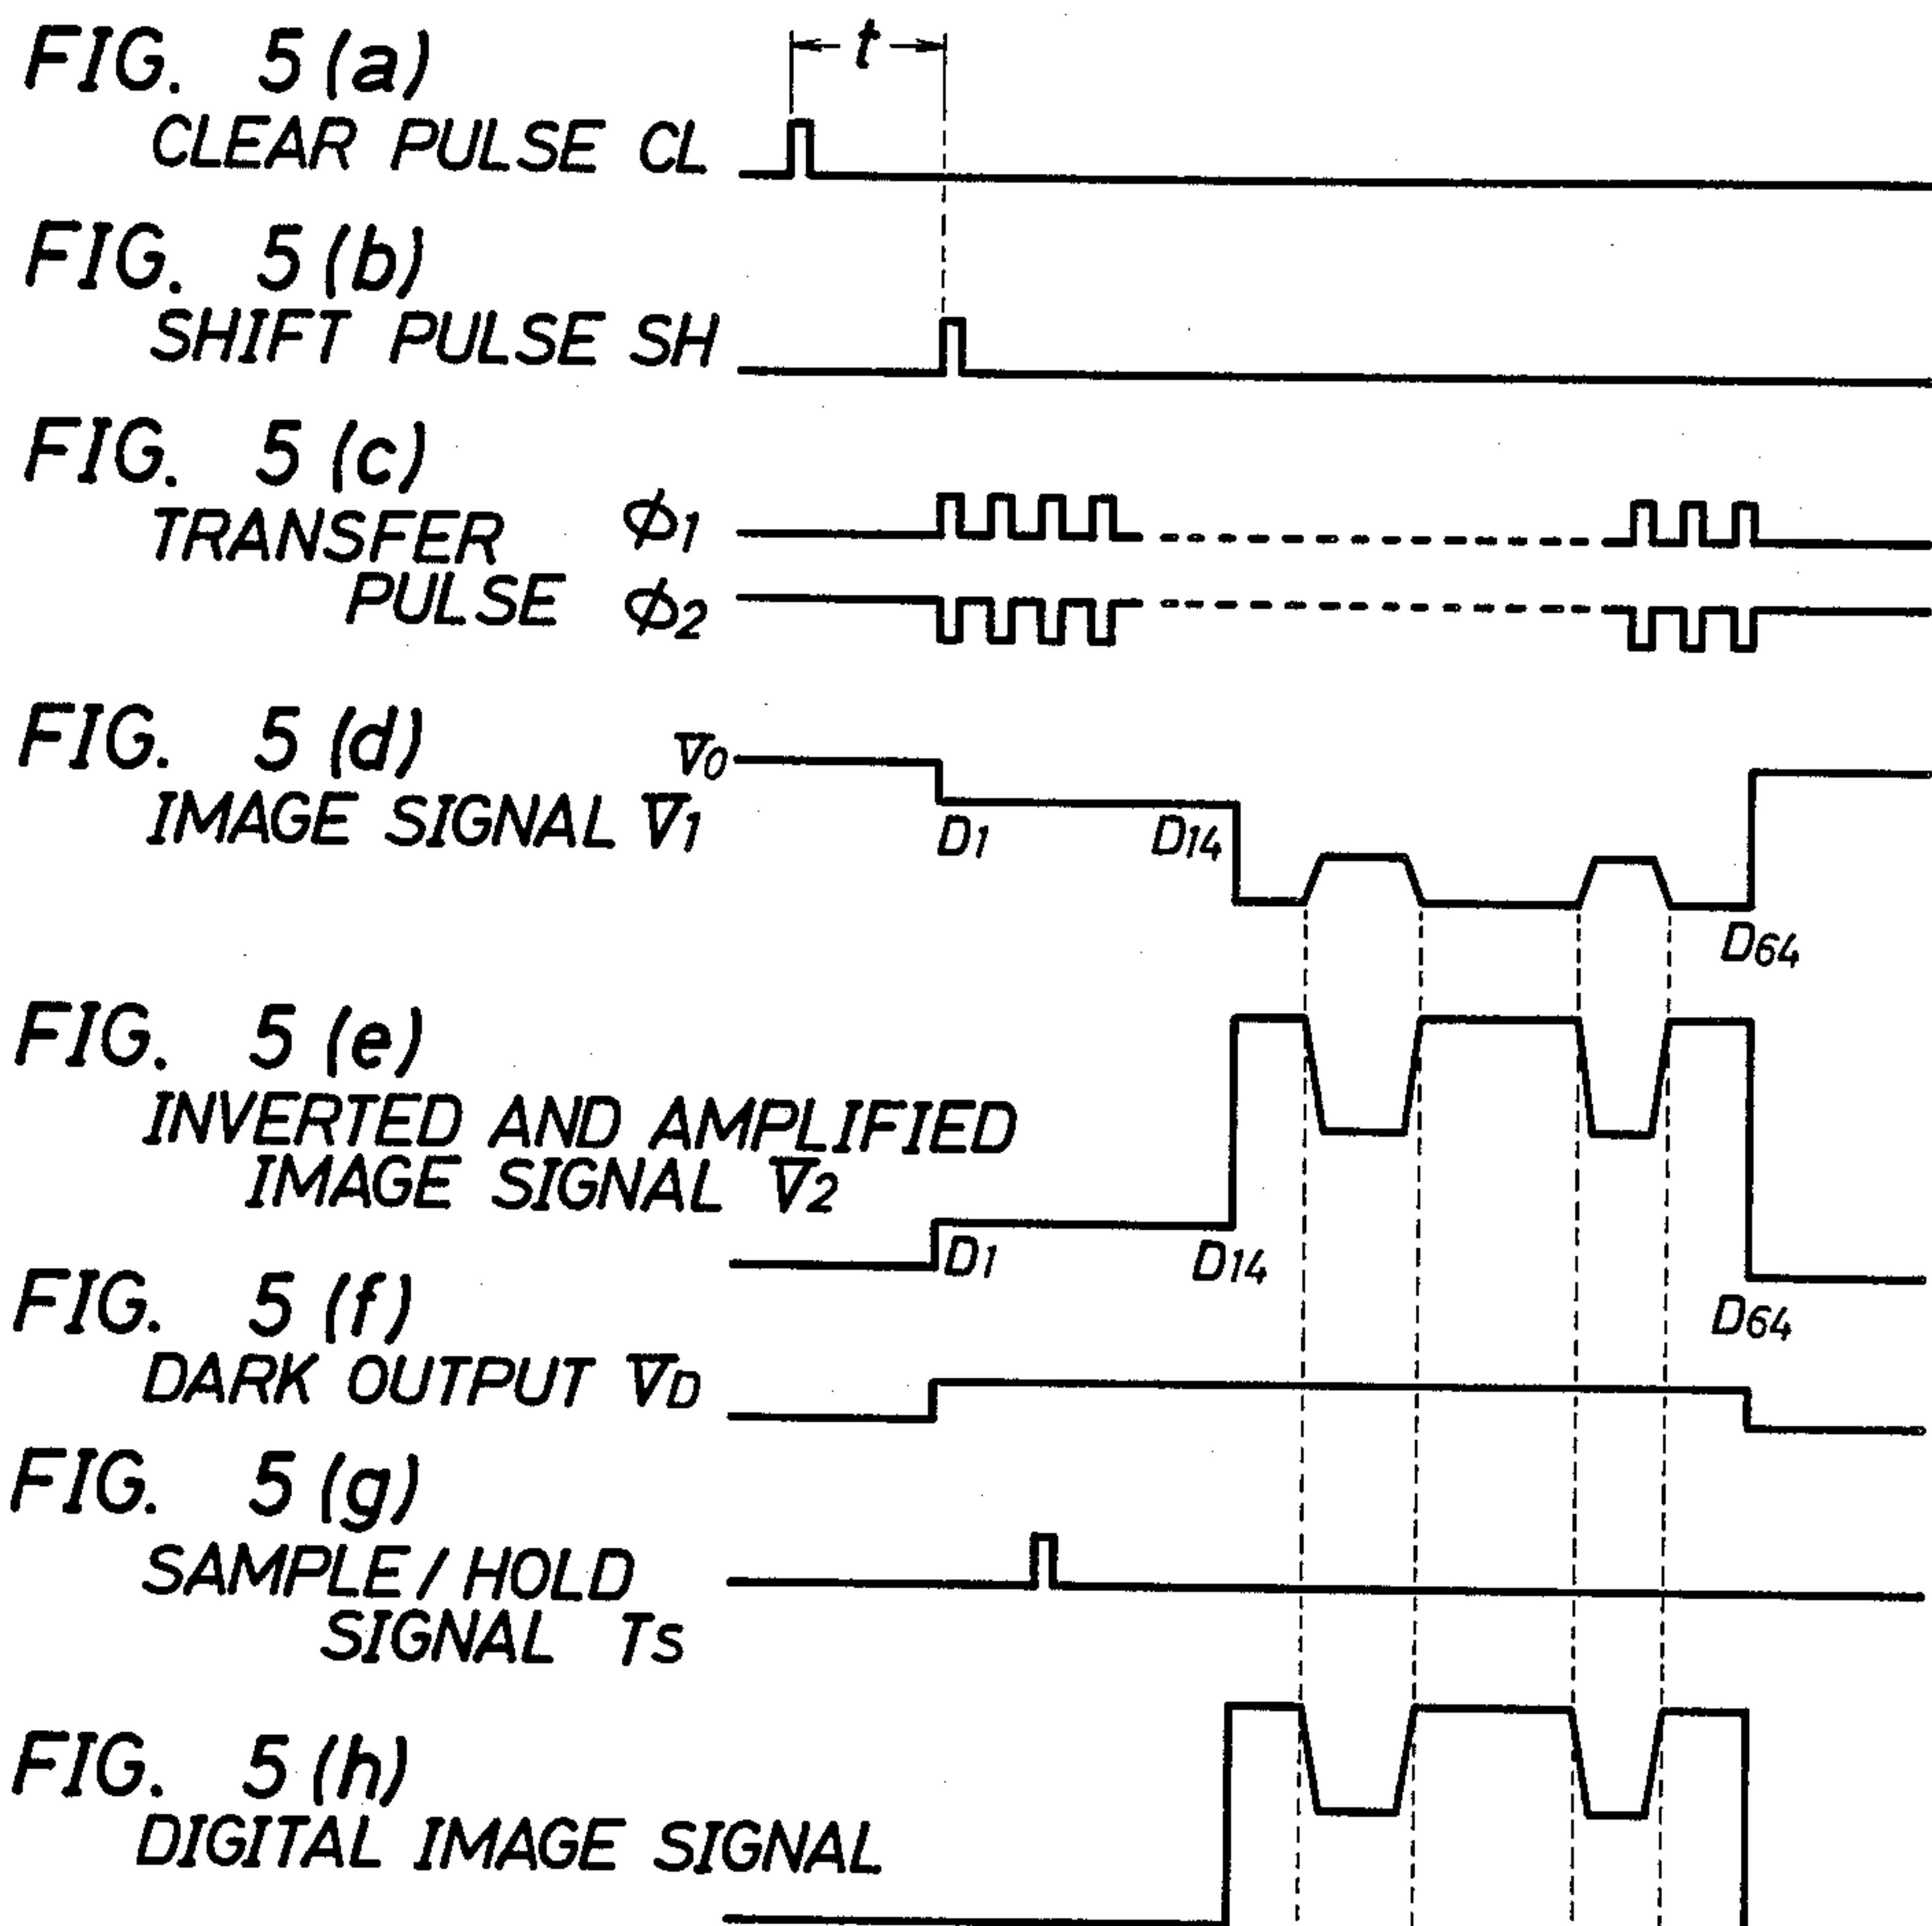 FIG. 5(a)
t
CLEAR PULSE CL
FIG. 5(b)
SHIFT PULSE SH
FIG. 5(c)
TRANSFER PULSE
ϕ1
ϕ2
FIG. 5(d)
V0
IMAGE SIGNAL V1
D1
D14
D64
FIG. 5(e)
INVERTED AND AMPLIFIED
IMAGE SIGNAL V2
D1
D14
D64
FIG. 5(f)
DARK OUTPUT VD
FIG. 5(g)
SAMPLE/HOLD
SIGNAL TS
FIG. 5(h)
DIGITAL IMAGE SIGNAL